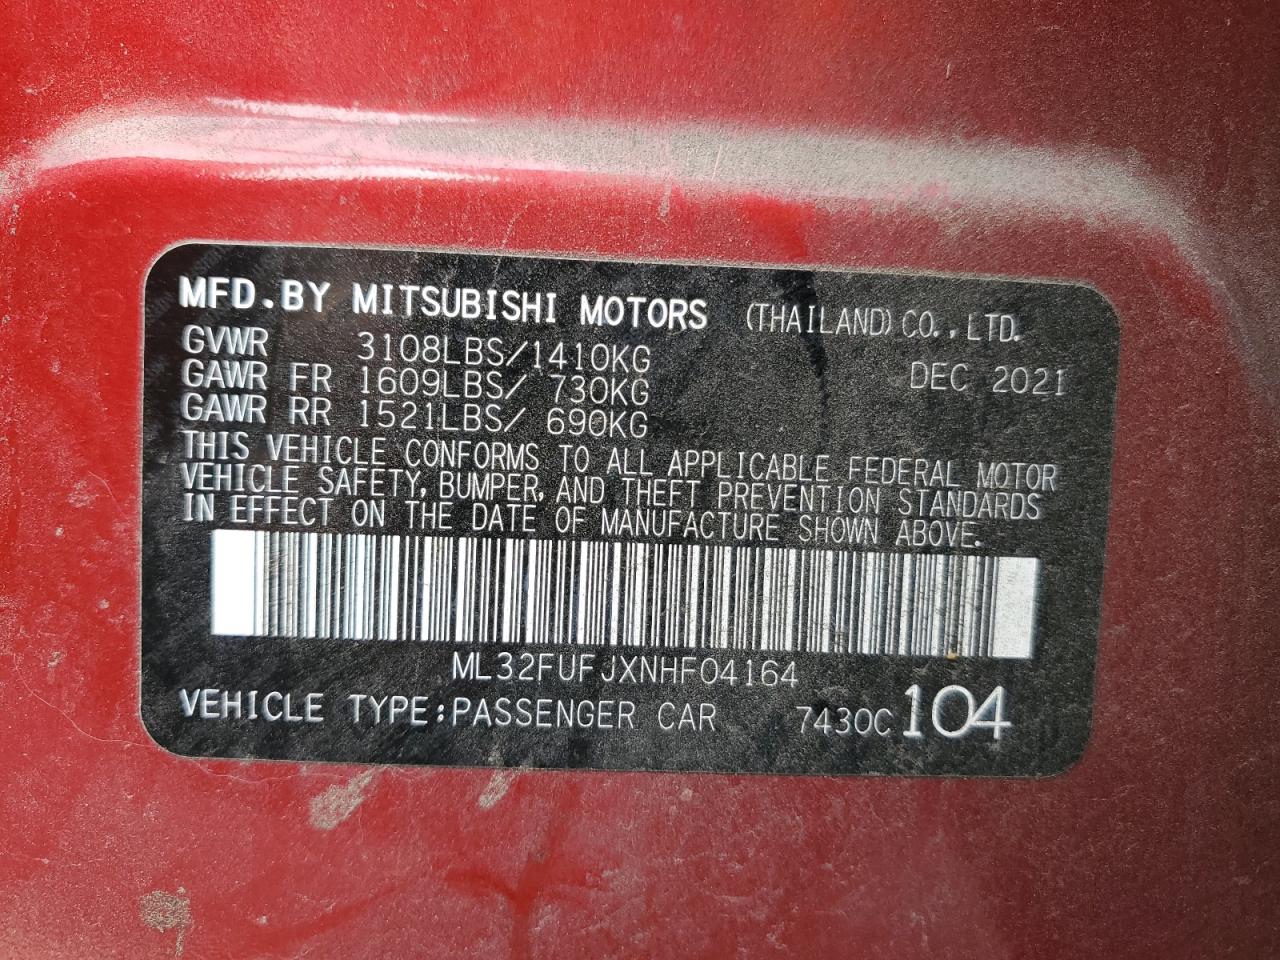 MFD.BY MITSUBISHI MOTORS (THAILAND) CO., LTD.
GVWR 3108LBS/1410KG DEC 2021
GAWR FR 1609LBS/ 730KG
GAWR RR 1521LBS/ 690KG
THIS VEHICLE CONFORMS TO ALL APPLICABLE FEDERAL MOTOR
VEHICLE SAFETY, BUMPER, AND THEFT PREVENTION STANDARDS
IN EFFECT ON THE DATE OF MANUFACTURE SHOWN ABOVE.
ML32FUFJXNHF04164
VEHICLE TYPE:PASSENGER CAR 7430C 104